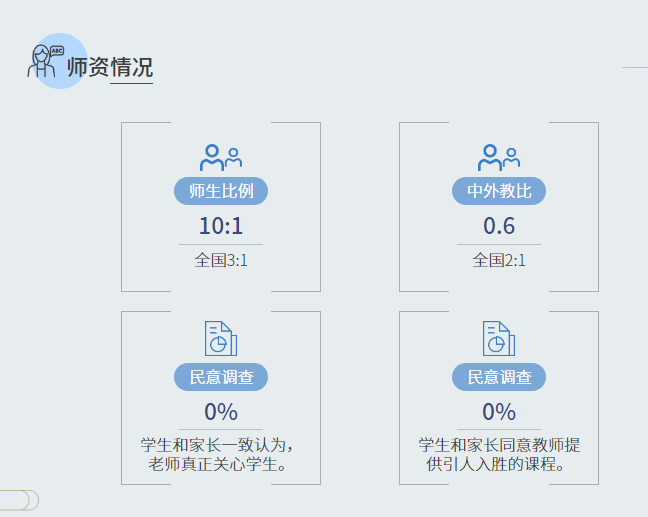 ABC
师资情况
师生比例
10:1
全国3:1
中外教比
0.6
全国2:1
民意调查
0%
学生和家长一致认为，
老师真正关心学生。
民意调查
0%
学生和家长同意教师提
供引人入胜的课程。